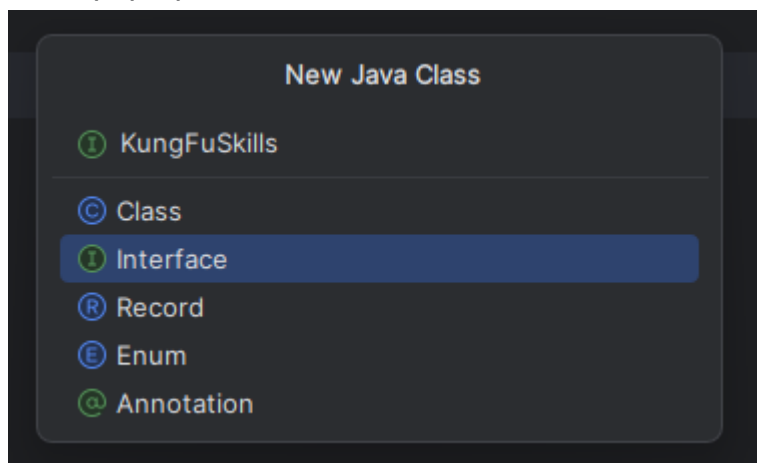 New Java Class
I KungFuSkills
C Class
I Interface
R Record
E Enum
@ Annotation